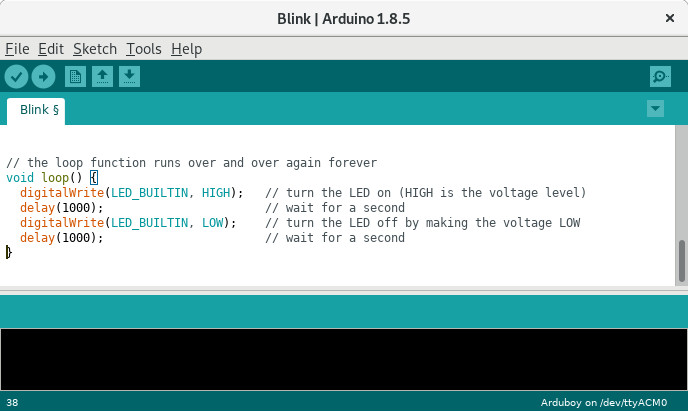 Blink | Arduino 1.8.5
File Edit Sketch Tools Help
Blink §
// the loop function runs over and over again forever
void loop() {
  digitalWrite(LED_BUILTIN, HIGH);   // turn the LED on (HIGH is the voltage level)
  delay(1000);                       // wait for a second
  digitalWrite(LED_BUILTIN, LOW);    // turn the LED off by making the voltage LOW
  delay(1000);                       // wait for a second
}
38 Arduboy on /dev/ttyACM0